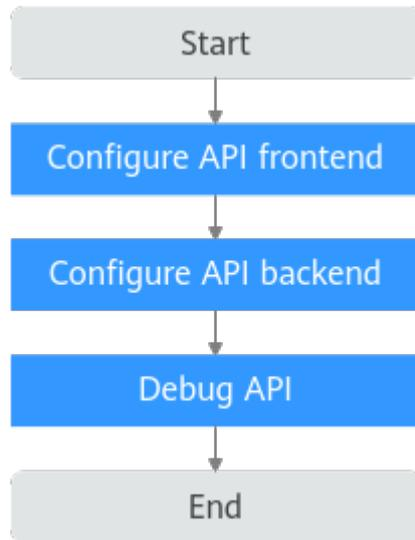 Start
Configure API frontend
Configure API backend
Debug API
End